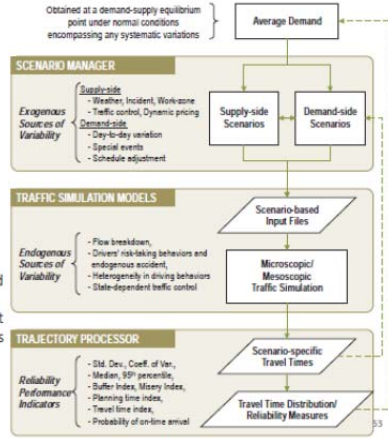 Obtained at a demand-supply equilibrium
point under normal conditions
encompassing any systematic variations
Average Demand
SCENARIO MANAGER
Exogenous
Sources of
Variability
Supply-side
- Weather, Incident, Work-zone
- Traffic control, Dynamic pricing
Demand-side
- Day-to-day variation
- Special events
- Schedule adjustment
Supply-side
Scenarios
Demand-side
Scenarios
TRAFFIC SIMULATION MODELS
Endogenous
Sources of
Variability
- Flow breakdown,
- Drivers' risk-taking behaviors and
endogenous accident,
- Heterogeneity in driving behaviors
- State-dependent traffic control
Scenario-based
Input Files
Microscopic/
Mesoscopic
Traffic Simulation
TRAJECTORY PROCESSOR
Reliability
Performance
Indicators
- Std. Dev., Coeff. of Var.,
- Median, 95th percentile,
- Buffer Index, Misery Index,
- Planning time index,
- Travel time index,
- Probability of on-time arrival
Scenario-specific
Travel Times
Travel Time Distribution/
Reliability Measures
53